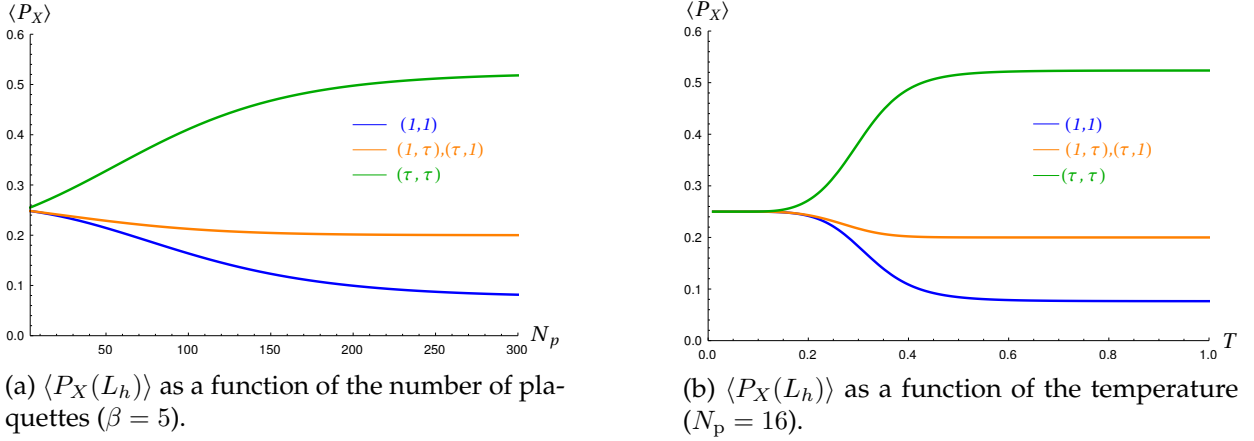 ⟨P_X⟩
0.6
0.5
0.4
0.3
0.2
0.1
0.0
50 100 150 200 250 300
N_p
(1,1)
(1,τ),(τ,1)
(τ,τ)
(a) ⟨P_X(L_h)⟩ as a function of the number of pla-
quettes (β = 5).
⟨P_X⟩
0.6
0.5
0.4
0.3
0.2
0.1
0.0
0.0 0.2 0.4 0.6 0.8 1.0
T
(1,1)
(1,τ),(τ,1)
(τ,τ)
(b) ⟨P_X(L_h)⟩ as a function of the temperature
(N_p = 16).